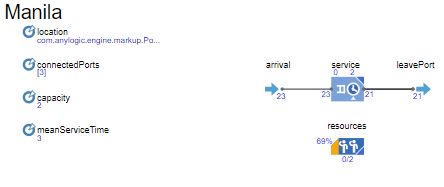 Manila
location
com.anylogic.engine.markup.Po...
connectedPorts
[3]
capacity
2
meanServiceTime
3
arrival
service
leavePort
0
2
23
23
21
21
resources
69%
0/2